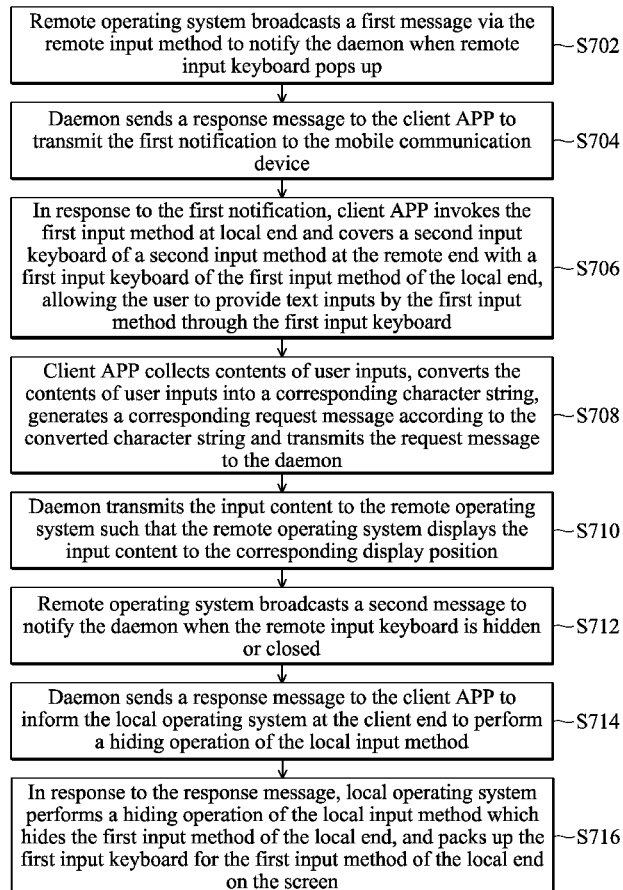 Remote operating system broadcasts a first message via the
remote input method to notify the daemon when remote
input keyboard pops up
S702
Daemon sends a response message to the client APP to
transmit the first notification to the mobile communication
device
S704
In response to the first notification, client APP invokes the
first input method at local end and covers a second input
keyboard of a second input method at the remote end with a
first input keyboard of the first input method of the local end,
allowing the user to provide text inputs by the first input
method through the first input keyboard
S706
Client APP collects contents of user inputs, converts the
contents of user inputs into a corresponding character string,
generates a corresponding request message according to the
converted character string and transmits the request message
to the daemon
S708
Daemon transmits the input content to the remote operating
system such that the remote operating system displays the
input content to the corresponding display position
S710
Remote operating system broadcasts a second message to
notify the daemon when the remote input keyboard is hidden
or closed
S712
Daemon sends a response message to the client APP to
inform the local operating system at the client end to perform
a hiding operation of the local input method
S714
In response to the response message, local operating system
performs a hiding operation of the local input method which
hides the first input method of the local end, and packs up the
first input keyboard for the first input method of the local end
on the screen
S716